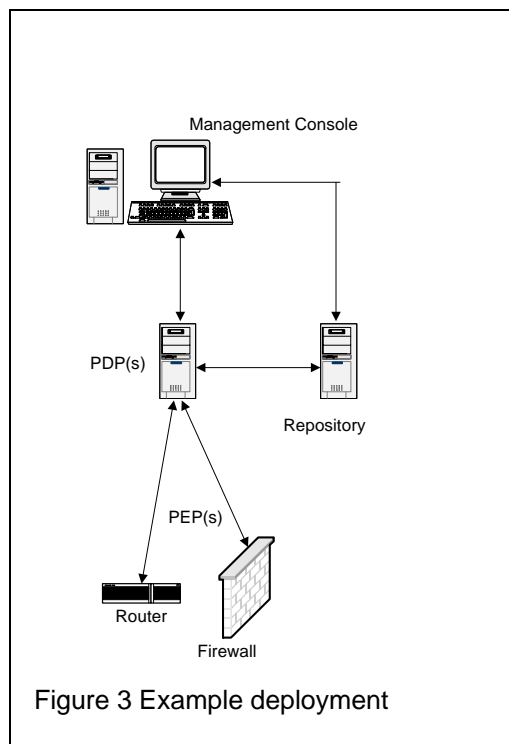 Management Console
PDP(s)
Repository
PEP(s)
Router
Firewall
Figure 3 Example deployment